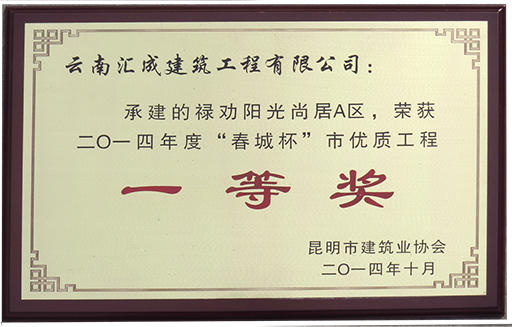 云南汇成建筑工程有限公司：
承建的禄劝阳光尚居A区，荣获
二〇一四年度“春城杯”市优质工程
一等奖
昆明市建筑业协会
二〇一四年十月